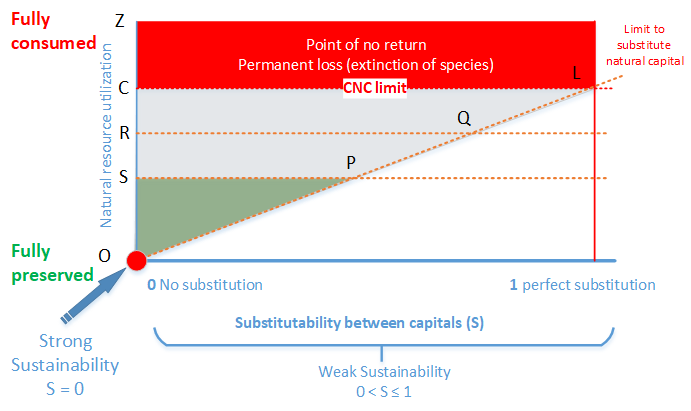 Fully
consumed
Z
Point of no return
Permanent loss (extinction of species)
Limit to
substitute
natural capital
L
C
CNC limit
Natural resource utilization
R
Q
S
P
Fully
preserved
O
0 No substitution
1 perfect substitution
Substitutability between capitals (S)
Strong
Sustainability
S = 0
Weak Sustainability
0 < S ≤ 1